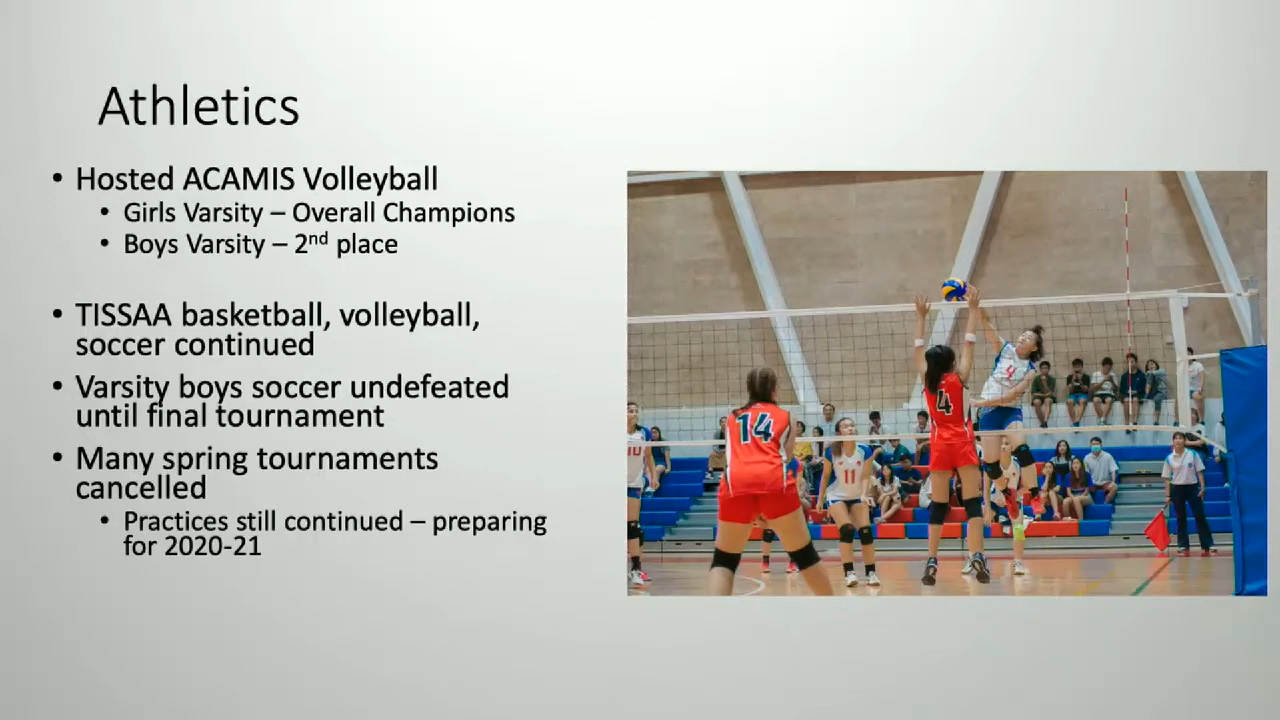 Athletics
• Hosted ACAMIS Volleyball
• Girls Varsity – Overall Champions
• Boys Varsity – 2nd place
• TISSAA basketball, volleyball,
soccer continued
• Varsity boys soccer undefeated
until final tournament
• Many spring tournaments
cancelled
• Practices still continued – preparing
for 2020-21
14
4
4
11
10